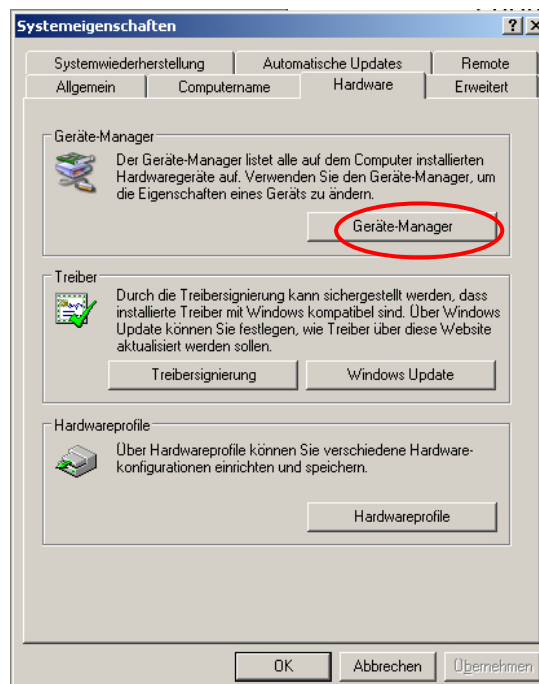 Systemeigenschaften
Systemwiederherstellung Automatische Updates Remote
Allgemein Computername Hardware Erweitert
Geräte-Manager
Der Geräte-Manager listet alle auf dem Computer installierten
Hardwaregeräte auf. Verwenden Sie den Geräte-Manager, um
die Eigenschaften eines Geräts zu ändern.
Geräte-Manager
Treiber
Durch die Treibersignierung kann sichergestellt werden, dass
installierte Treiber mit Windows kompatibel sind. Über Windows
Update können Sie festlegen, wie Treiber über diese Website
aktualisiert werden sollen.
Treibersignierung Windows Update
Hardwareprofile
Über Hardwareprofile können Sie verschiedene Hardware-
konfigurationen einrichten und speichern.
Hardwareprofile
OK Abbrechen Übernehmen